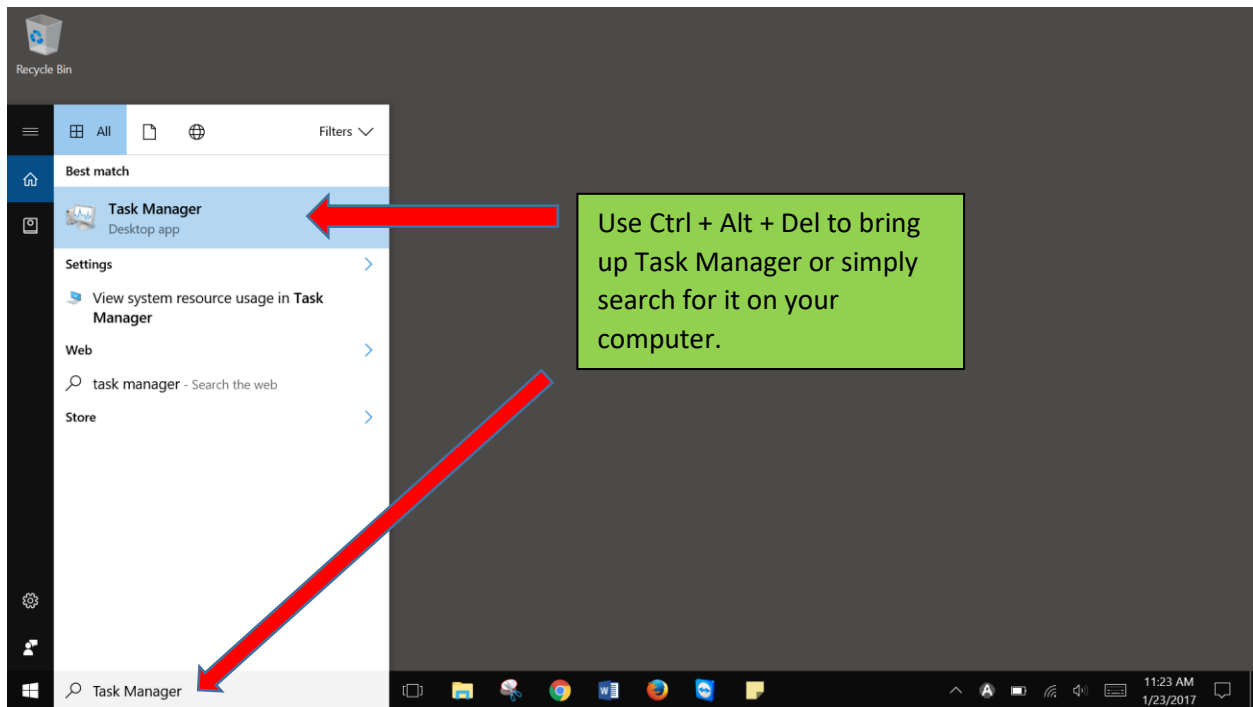 Recycle Bin
All
Filters
Best match
Task Manager
Desktop app
Settings
View system resource usage in Task
Manager
Web
task manager - Search the web
Store
Use Ctrl + Alt + Del to bring
up Task Manager or simply
search for it on your
computer.
Task Manager
11:23 AM
1/23/2017